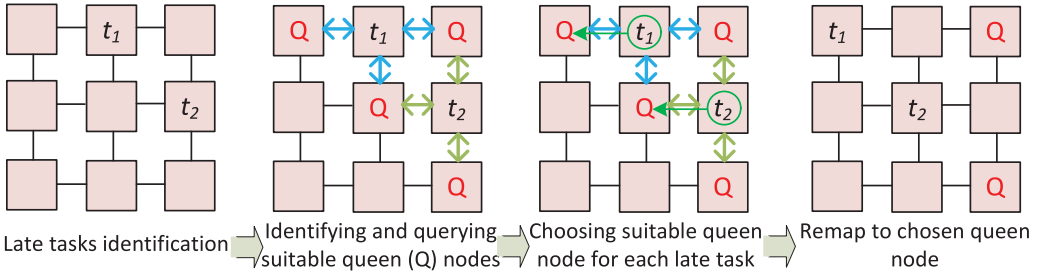 t1
t2
Late tasks identification
Q t1 Q
Q t2
Q
Identifying and querying
suitable queen (Q) nodes
Q t1 Q
Q t2
Q
Choosing suitable queen
node for each late task
t1 Q
t2
Q
Remap to chosen queen
node